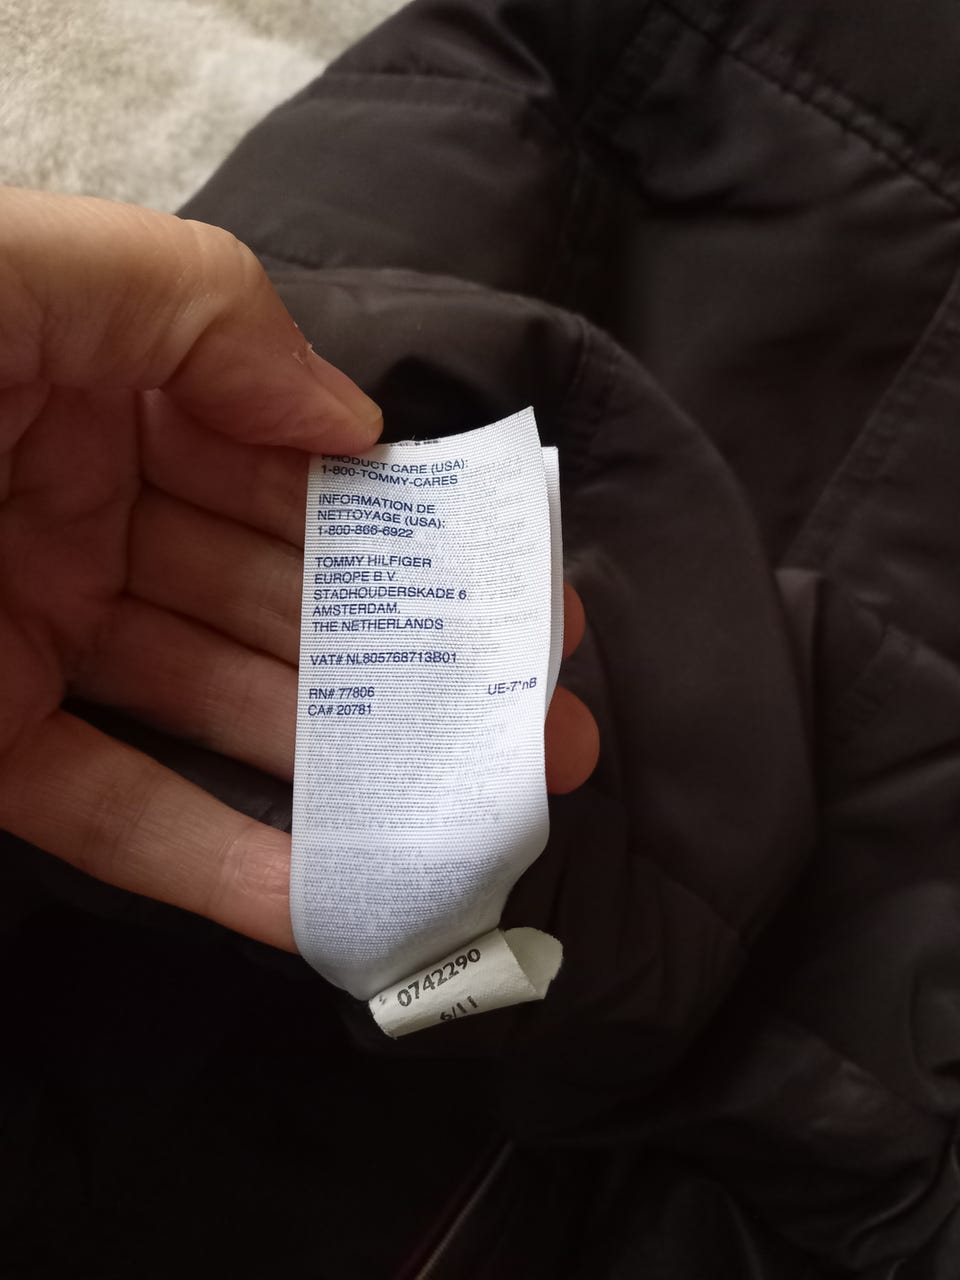 PRODUCT CARE (USA):
1-800-TOMMY-CARES
INFORMATION DE
NETTOYAGE (USA):
1-800-866-6922
TOMMY HILFIGER
EUROPE B.V.
STADHOUDERSKADE 6
AMSTERDAM,
THE NETHERLANDS
VAT# NL805768713B01
RN# 77806 UE-7*nB
CA# 20781
0742290
6/11